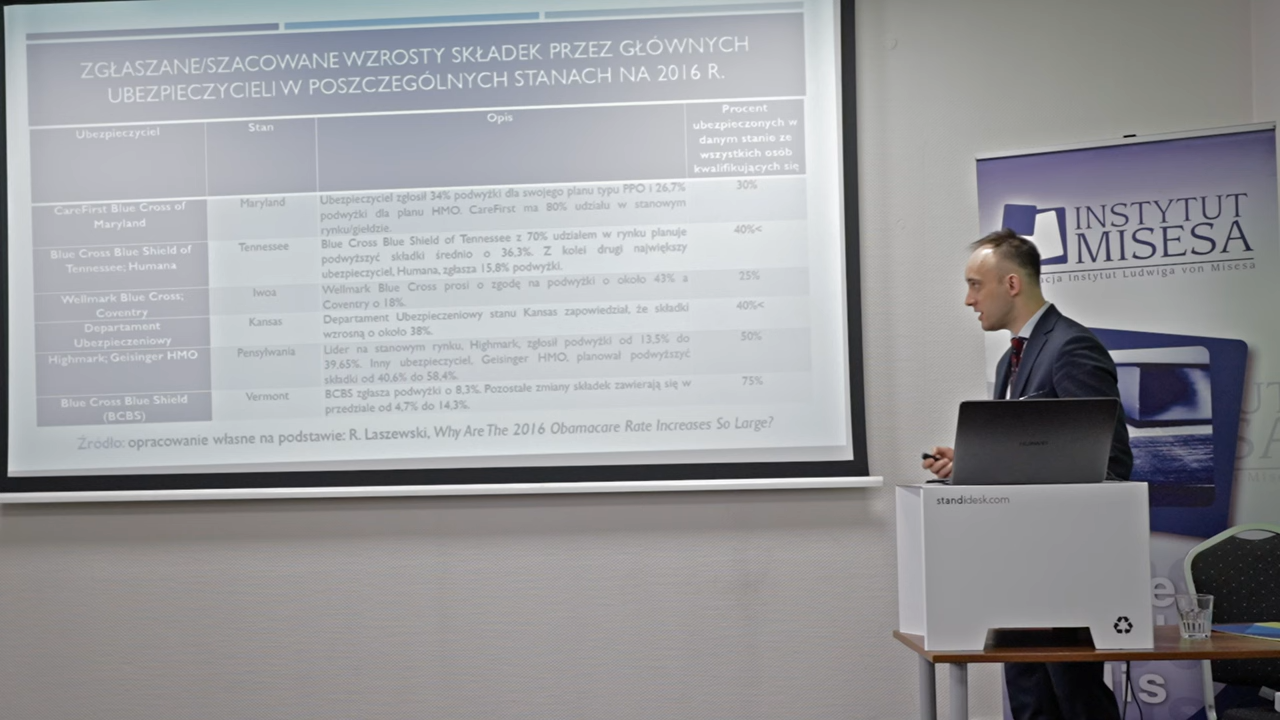 ZGŁASZANE/SZACOWANE WZROSTY SKŁADEK PRZEZ GŁÓWNYCH
UBEZPIECZYCIELI W POSZCZEGÓLNYCH STANACH NA 2016 R.
Ubezpieczyciel
Stan
Opis
Procent
ubezpieczonych w
danym stanie ze
wszystkich osób
kwalifikujących się
CareFirst Blue Cross of
Maryland
Maryland
Ubezpieczyciel zgłosił 34% podwyżki dla swojego planu typu PPO i 26,7%
podwyżki dla planu HMO. CareFirst ma 80% udziału w stanowym
rynku/giełdzie.
30%
Blue Cross Blue Shield of
Tennessee; Humana
Tennessee
Blue Cross Blue Shield of Tennessee z 70% udziałem w rynku planuje
podwyższyć składki średnio o 36,3%. Z kolei drugi największy
ubezpieczyciel, Humana, zgłasza 15,8% podwyżki.
40%<
Wellmark Blue Cross;
Coventry
Iwoa
Wellmark Blue Cross prosi o zgodę na podwyżki o około 43% a
Coventry o 18%.
25%
Departament
Ubezpieczeniowy
Kansas
Departament Ubezpieczeniowy stanu Kansas zapowiedział, że składki
wzrosną o około 38%.
40%<
Highmark; Geisinger HMO
Pensylwania
Lider na stanowym rynku, Highmark, zgłosił podwyżki od 13,5% do
39,65%. Inny ubezpieczyciel, Geisinger HMO, planował podwyższyć
składki od 40,6% do 58,4%.
50%
Blue Cross Blue Shield
(BCBS)
Vermont
BCBS zgłasza podwyżki o 8,3%. Pozostałe zmiany składek zawierają się w
przedziale od 4,7% do 14,3%.
75%
Źródło: opracowanie własne na podstawie: R. Laszewski, Why Are The 2016 Obamacare Rate Increases So Large?
INSTYTUT
MISESA
cja Instytut Ludwiga von Misesa
standidesk.com